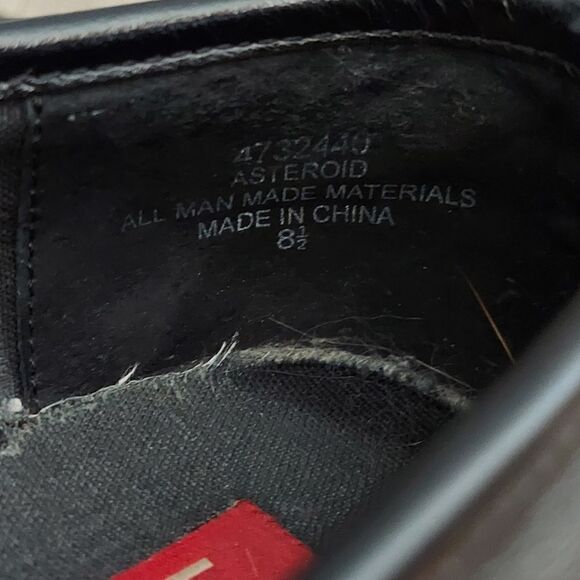 4732440
ASTEROID
ALL MAN MADE MATERIALS
MADE IN CHINA
8½